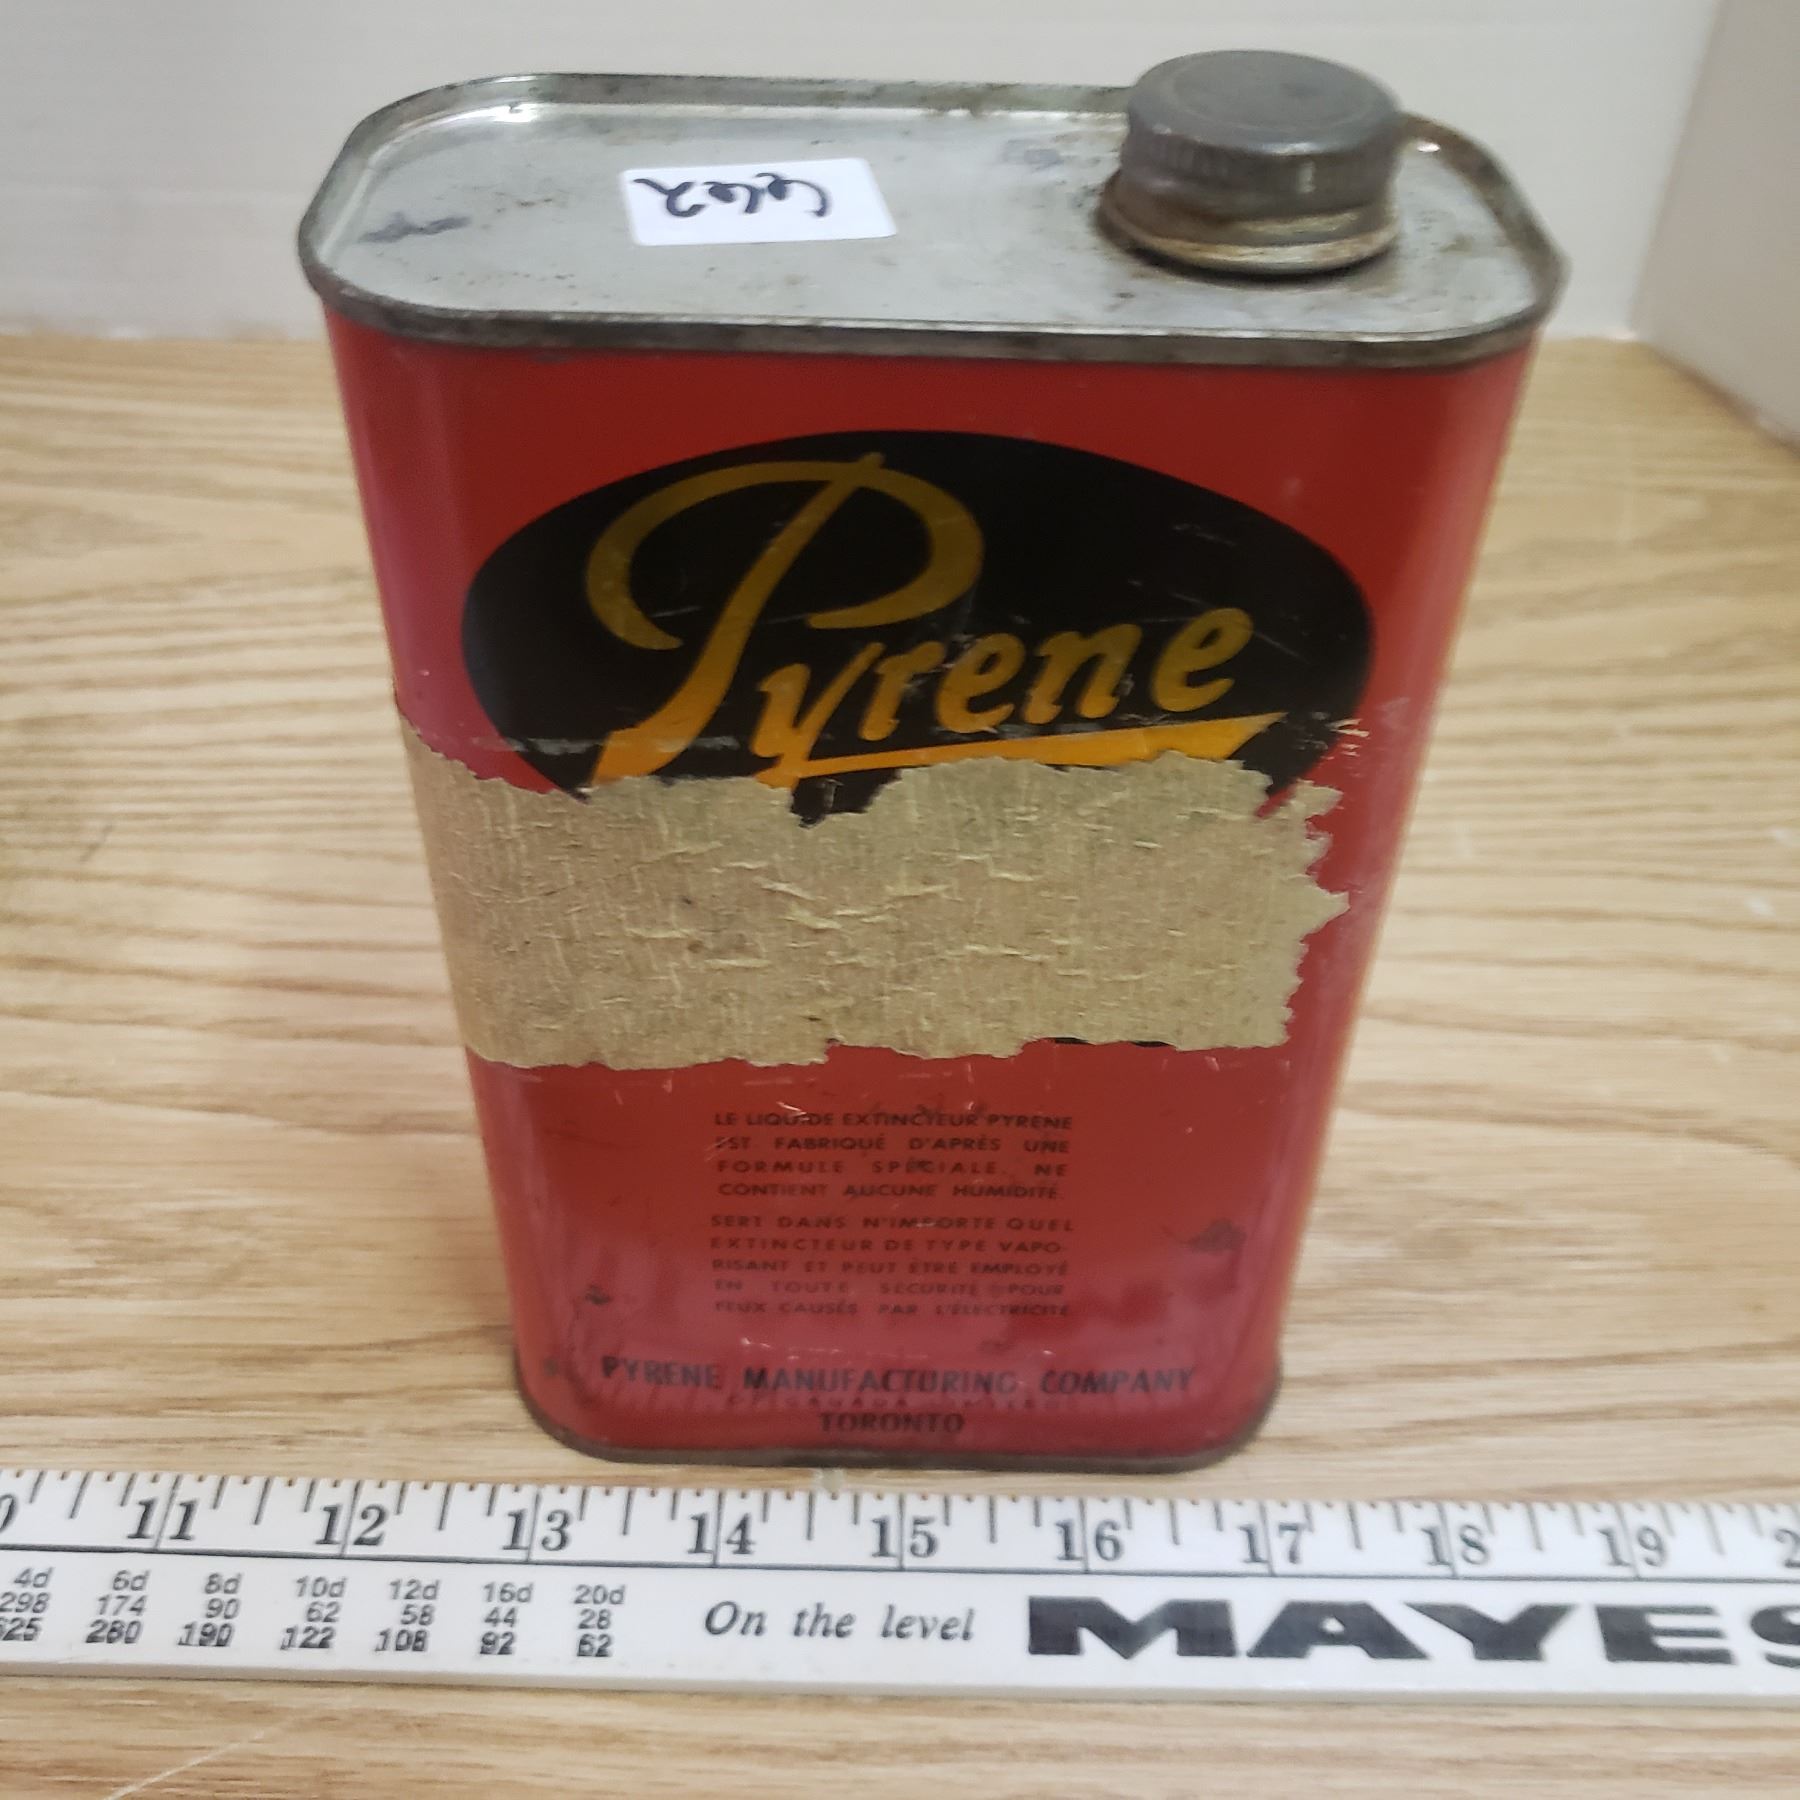 662
Pyrene
LE LIQUIDE EXTINCTEUR PYRENE
EST FABRIQUÉ D'APRÈS UNE
FORMULE SPÉCIALE. NE
CONTIENT AUCUNE HUMIDITÉ.
SERT DANS N'IMPORTE QUEL
EXTINCTEUR DE TYPE VAPO-
RISANT ET PEUT ÊTRE EMPLOYÉ
EN TOUTE SÉCURITÉ POUR
FEUX CAUSÉS PAR L'ÉLECTRICITÉ
PYRENE MANUFACTURING COMPANY
TORONTO
11 12 13 14 15 16 17 18 19
4d 6d 8d 10d 12d 16d 20d
298 174 90 62 58 44 28
625 280 190 122 108 92 62
On the level MAYES